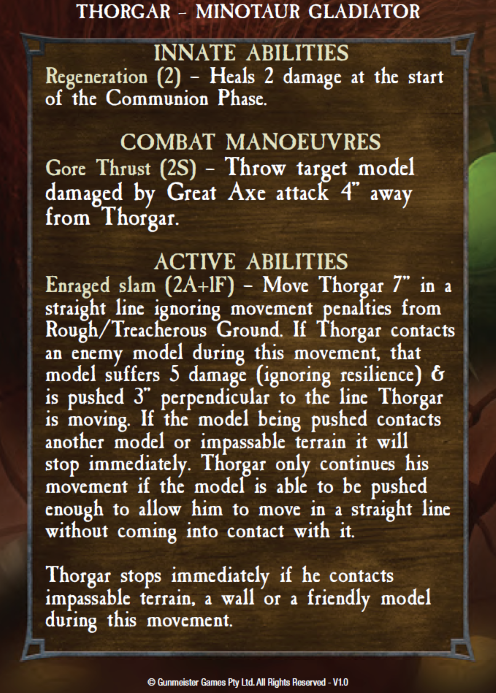 THORGAR – MINOTAUR GLADIATOR
INNATE ABILITIES
Regeneration (2) – Heals 2 damage at the start
of the Communion Phase.
COMBAT MANOEUVRES
Gore Thrust (2S) – Throw target model
damaged by Great Axe attack 4" away
from Thorgar.
ACTIVE ABILITIES
Enraged slam (2A+1F) – Move Thorgar 7" in a
straight line ignoring movement penalties from
Rough/Treacherous Ground. If Thorgar contacts
an enemy model during this movement, that
model suffers 5 damage (ignoring resilience) &
is pushed 3" perpendicular to the line Thorgar
is moving. If the model being pushed contacts
another model or impassable terrain it will
stop immediately. Thorgar only continues his
movement if the model is able to be pushed
enough to allow him to move in a straight line
without coming into contact with it.
Thorgar stops immediately if he contacts
impassable terrain, a wall or a friendly model
during this movement.
© Gunmeister Games Pty Ltd. All Rights Reserved - V1.0